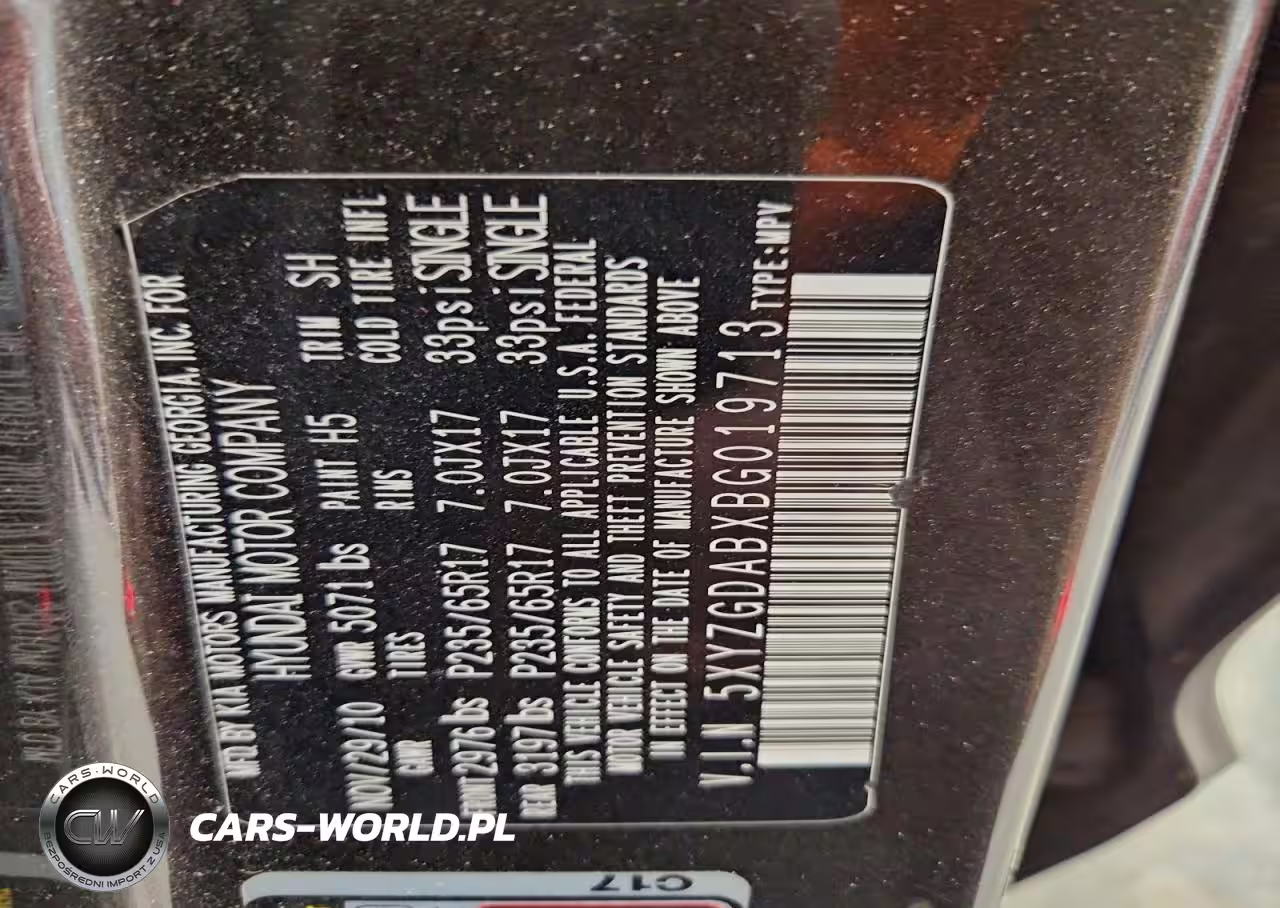 MFD BY KIA MOTORS MANUFACTURING GEORGIA, INC. FOR
HYUNDAI MOTOR COMPANY
NOV/29/10 GVWR 5071 lbs PAINT H5 TRIM SH
GAWR TIRES RIMS COLD TIRE INFL
FRONT 2976 lbs P235/65R17 7.0JX17 33psi SINGLE
REAR 3197 lbs P235/65R17 7.0JX17 33psi SINGLE
THIS VEHICLE CONFORMS TO ALL APPLICABLE U.S.A. FEDERAL
MOTOR VEHICLE SAFETY AND THEFT PREVENTION STANDARDS
IN EFFECT ON THE DATE OF MANUFACTURE SHOWN ABOVE
V.I.N 5XYZGDABXBG019713 TYPE:MPV
C17
CARS-WORLD
CW
BEZPOŚREDNI IMPORT Z USA
CARS-WORLD.PL